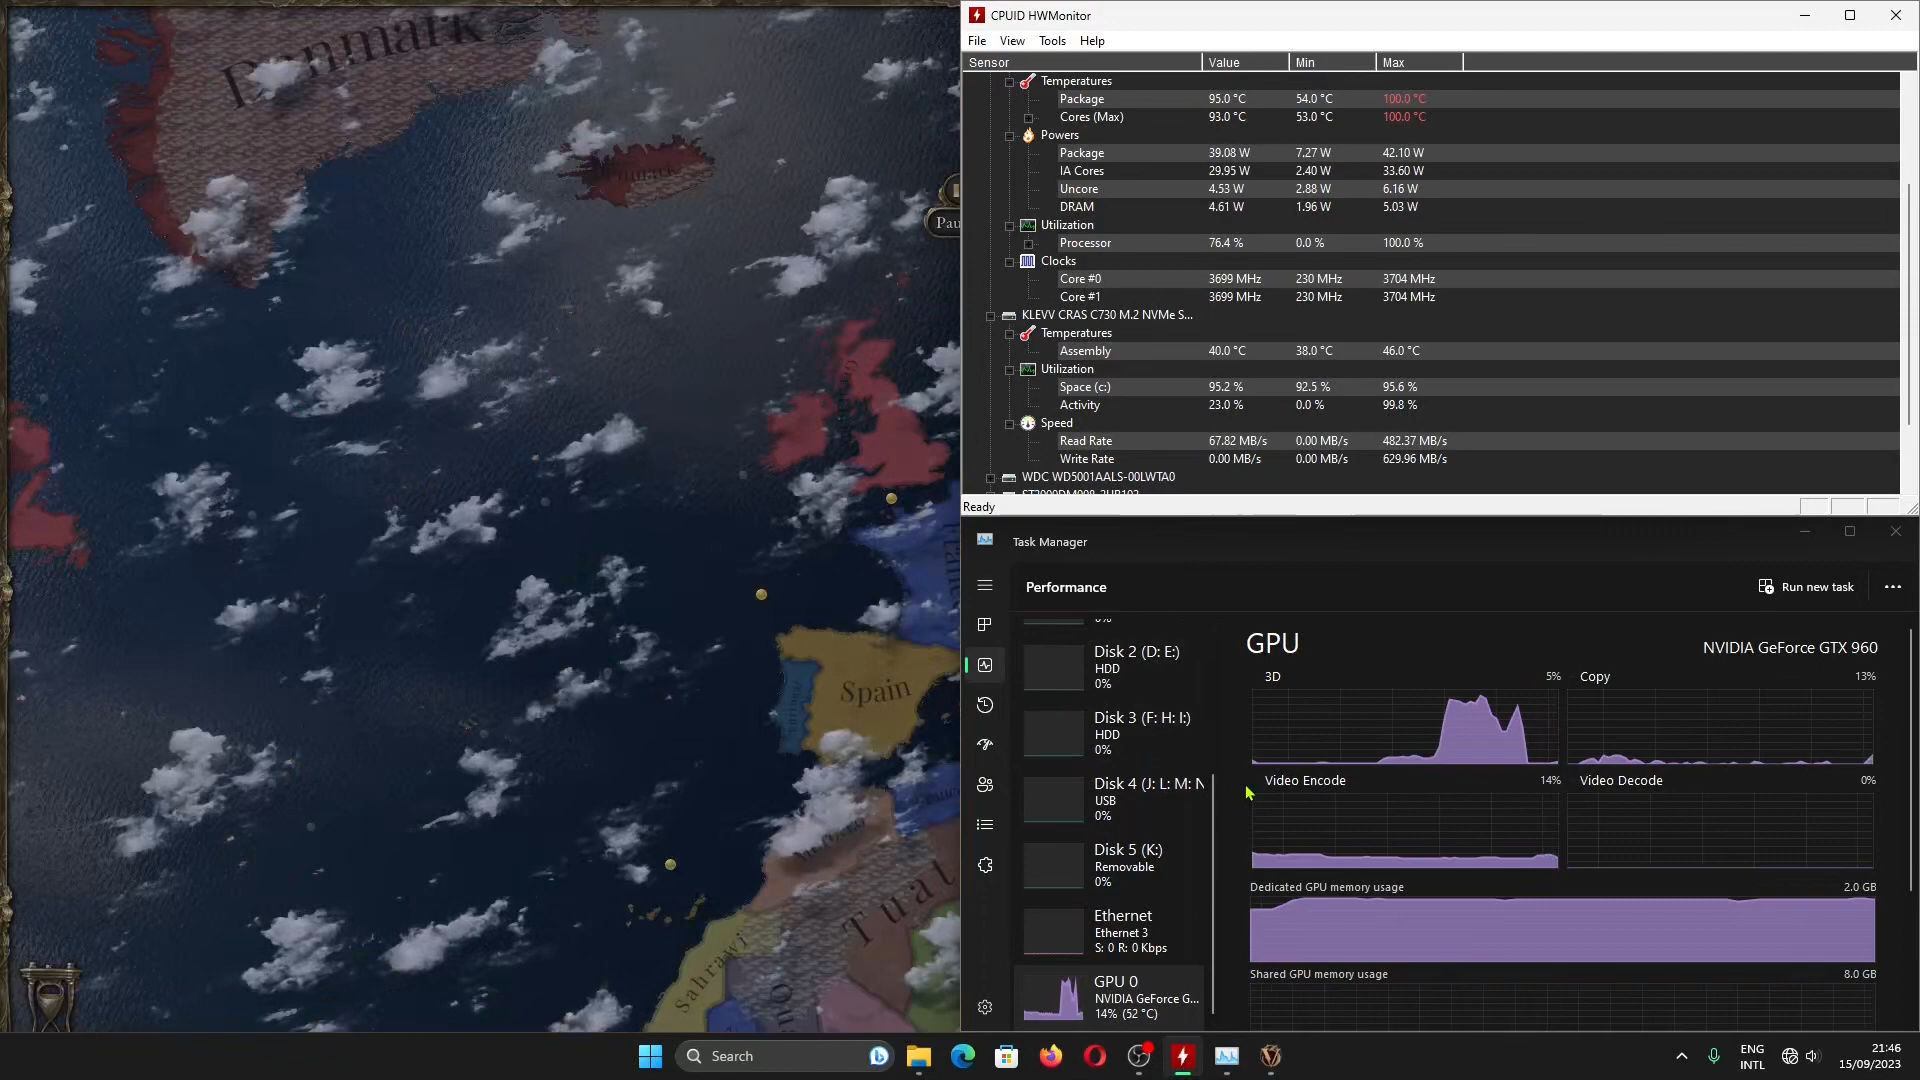 Denmark
Denmark
Pau
Spain
Morocco
Tuat
Sahrawi
CPUID HWMonitor
File View Tools Help
Sensor Value Min Max
Temperatures
Package 95.0 °C 54.0 °C 100.0 °C
Cores (Max) 93.0 °C 53.0 °C 100.0 °C
Powers
Package 39.08 W 7.27 W 42.10 W
IA Cores 29.95 W 2.40 W 33.60 W
Uncore 4.53 W 2.88 W 6.16 W
DRAM 4.61 W 1.96 W 5.03 W
Utilization
Processor 76.4 % 0.0 % 100.0 %
Clocks
Core #0 3699 MHz 230 MHz 3704 MHz
Core #1 3699 MHz 230 MHz 3704 MHz
KLEVV CRAS C730 M.2 NVMe S...
Temperatures
Assembly 40.0 °C 38.0 °C 46.0 °C
Utilization
Space (c:) 95.2 % 92.5 % 95.6 %
Activity 23.0 % 0.0 % 99.8 %
Speed
Read Rate 67.82 MB/s 0.00 MB/s 482.37 MB/s
Write Rate 0.00 MB/s 0.00 MB/s 629.96 MB/s
WDC WD5001AALS-00LWTA0
Ready
Task Manager
Performance
Run new task
0%
Disk 2 (D: E:)
HDD
0%
Disk 3 (F: H: I:)
HDD
0%
Disk 4 (J: L: M: N
USB
0%
Disk 5 (K:)
Removable
0%
Ethernet
Ethernet 3
S: 0 R: 0 Kbps
GPU 0
NVIDIA GeForce G...
14% (52 °C)
GPU
NVIDIA GeForce GTX 960
3D 5% Copy 13%
Video Encode 14% Video Decode 0%
Dedicated GPU memory usage 2.0 GB
Shared GPU memory usage 8.0 GB
Search
ENG
INTL
21:46
15/09/2023